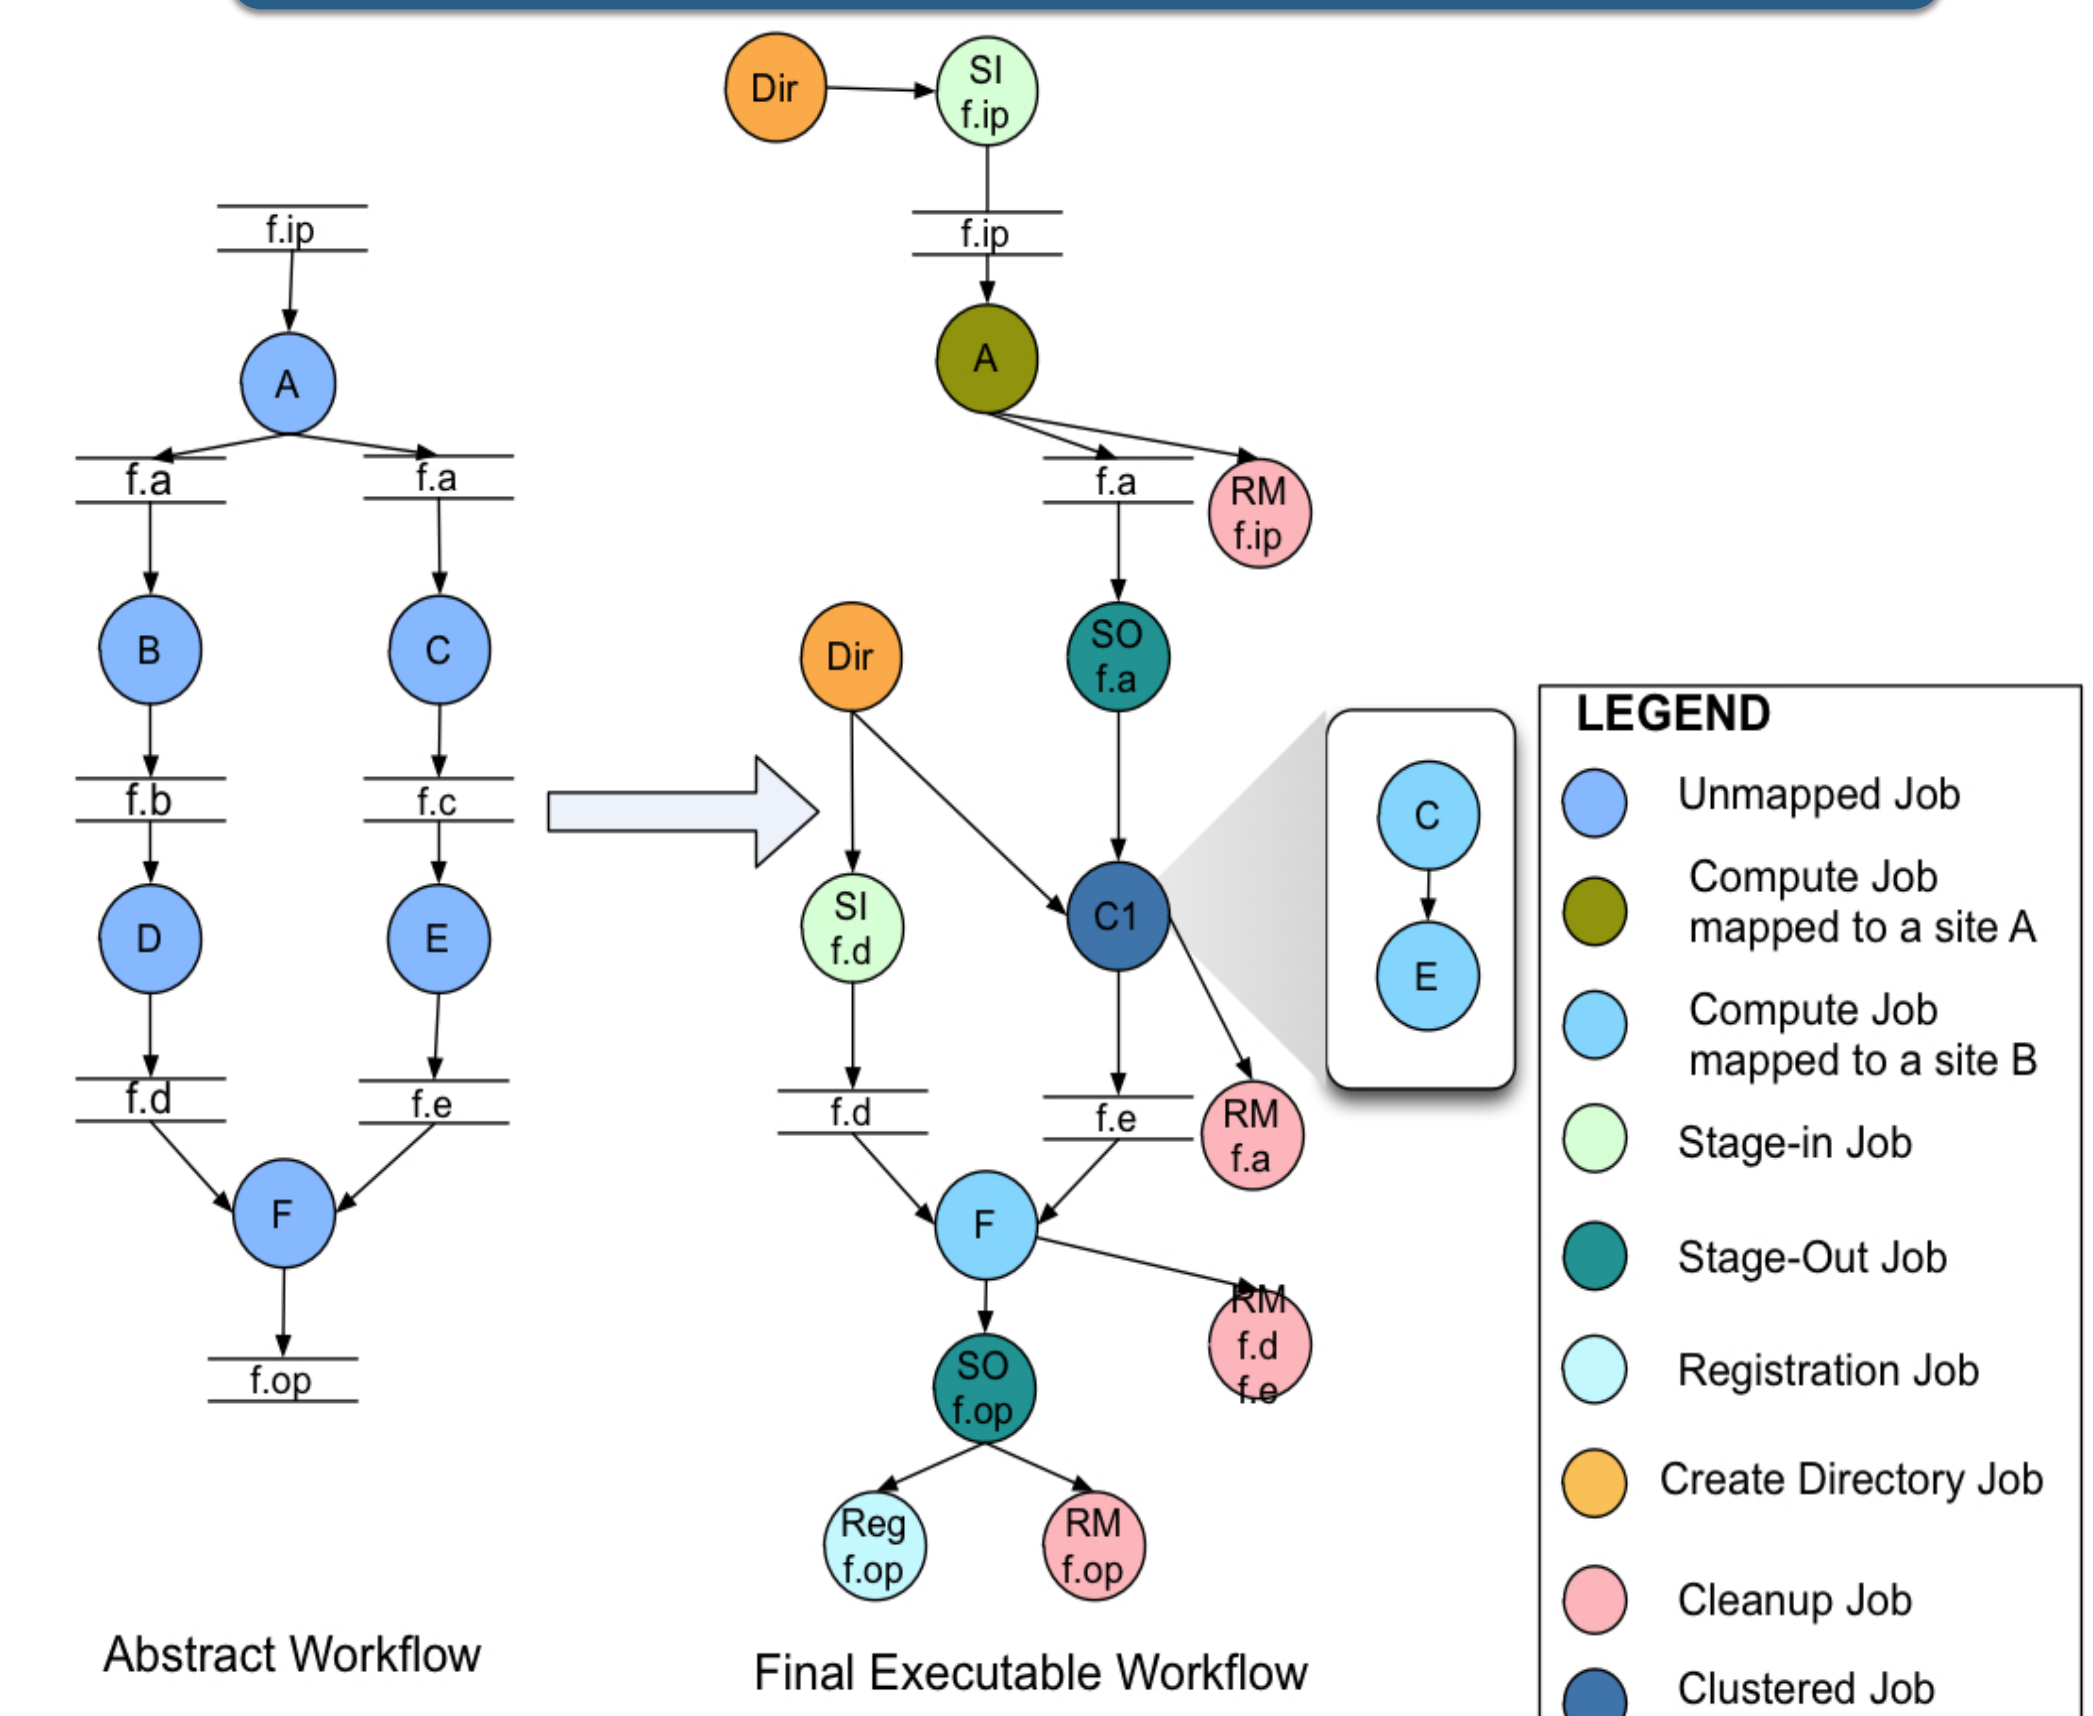 f.ip
A
f.a
f.a
B
C
f.b
f.c
D
E
f.d
f.e
F
f.op
Abstract Workflow
Dir
SI
f.ip
f.ip
A
f.a
RM
f.ip
Dir
SO
f.a
C1
C
E
SI
f.d
f.d
f.e
RM
f.a
F
RM
f.d
f.e
SO
f.op
Reg
f.op
RM
f.op
Final Executable Workflow
LEGEND
Unmapped Job
Compute Job
mapped to a site A
Compute Job
mapped to a site B
Stage-in Job
Stage-Out Job
Registration Job
Create Directory Job
Cleanup Job
Clustered Job